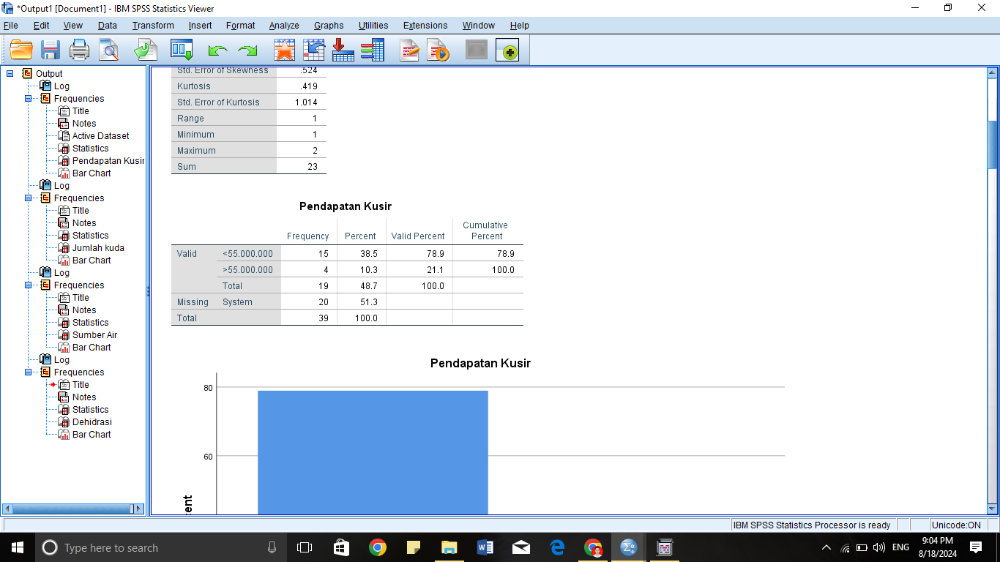 *Output1 [Document1] - IBM SPSS Statistics Viewer
File Edit View Data Transform Insert Format Analyze Graphs Utilities Extensions Window Help
Output
Log
Frequencies
Title
Notes
Active Dataset
Statistics
Pendapatan Kusir
Bar Chart
Log
Frequencies
Title
Notes
Statistics
Jumlah kuda
Bar Chart
Log
Frequencies
Title
Notes
Statistics
Sumber Air
Bar Chart
Log
Frequencies
Title
Notes
Statistics
Dehidrasi
Bar Chart
Std. Error of Skewness .524
Kurtosis .419
Std. Error of Kurtosis 1.014
Range 1
Minimum 1
Maximum 2
Sum 23
Pendapatan Kusir
Frequency Percent Valid Percent Cumulative Percent
Valid <55.000.000 15 38.5 78.9 78.9
>55.000.000 4 10.3 21.1 100.0
Total 19 48.7 100.0
Missing System 20 51.3
Total 39 100.0
Pendapatan Kusir
80
60
cent
IBM SPSS Statistics Processor is ready Unicode:ON
Type here to search
ENG
9:04 PM
8/18/2024